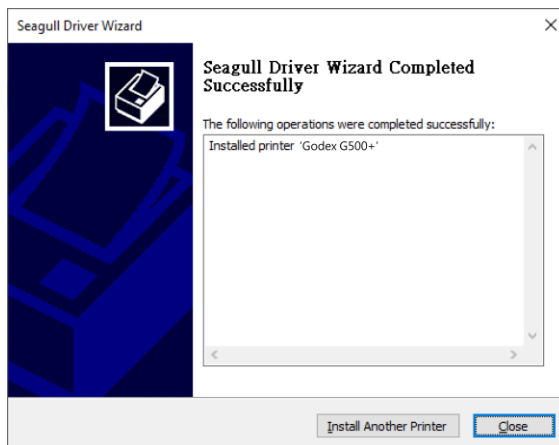 Seagull Driver Wizard
Seagull Driver Wizard Completed
Successfully
The following operations were completed successfully:
Installed printer 'Godex G500+'
Install Another Printer
Close